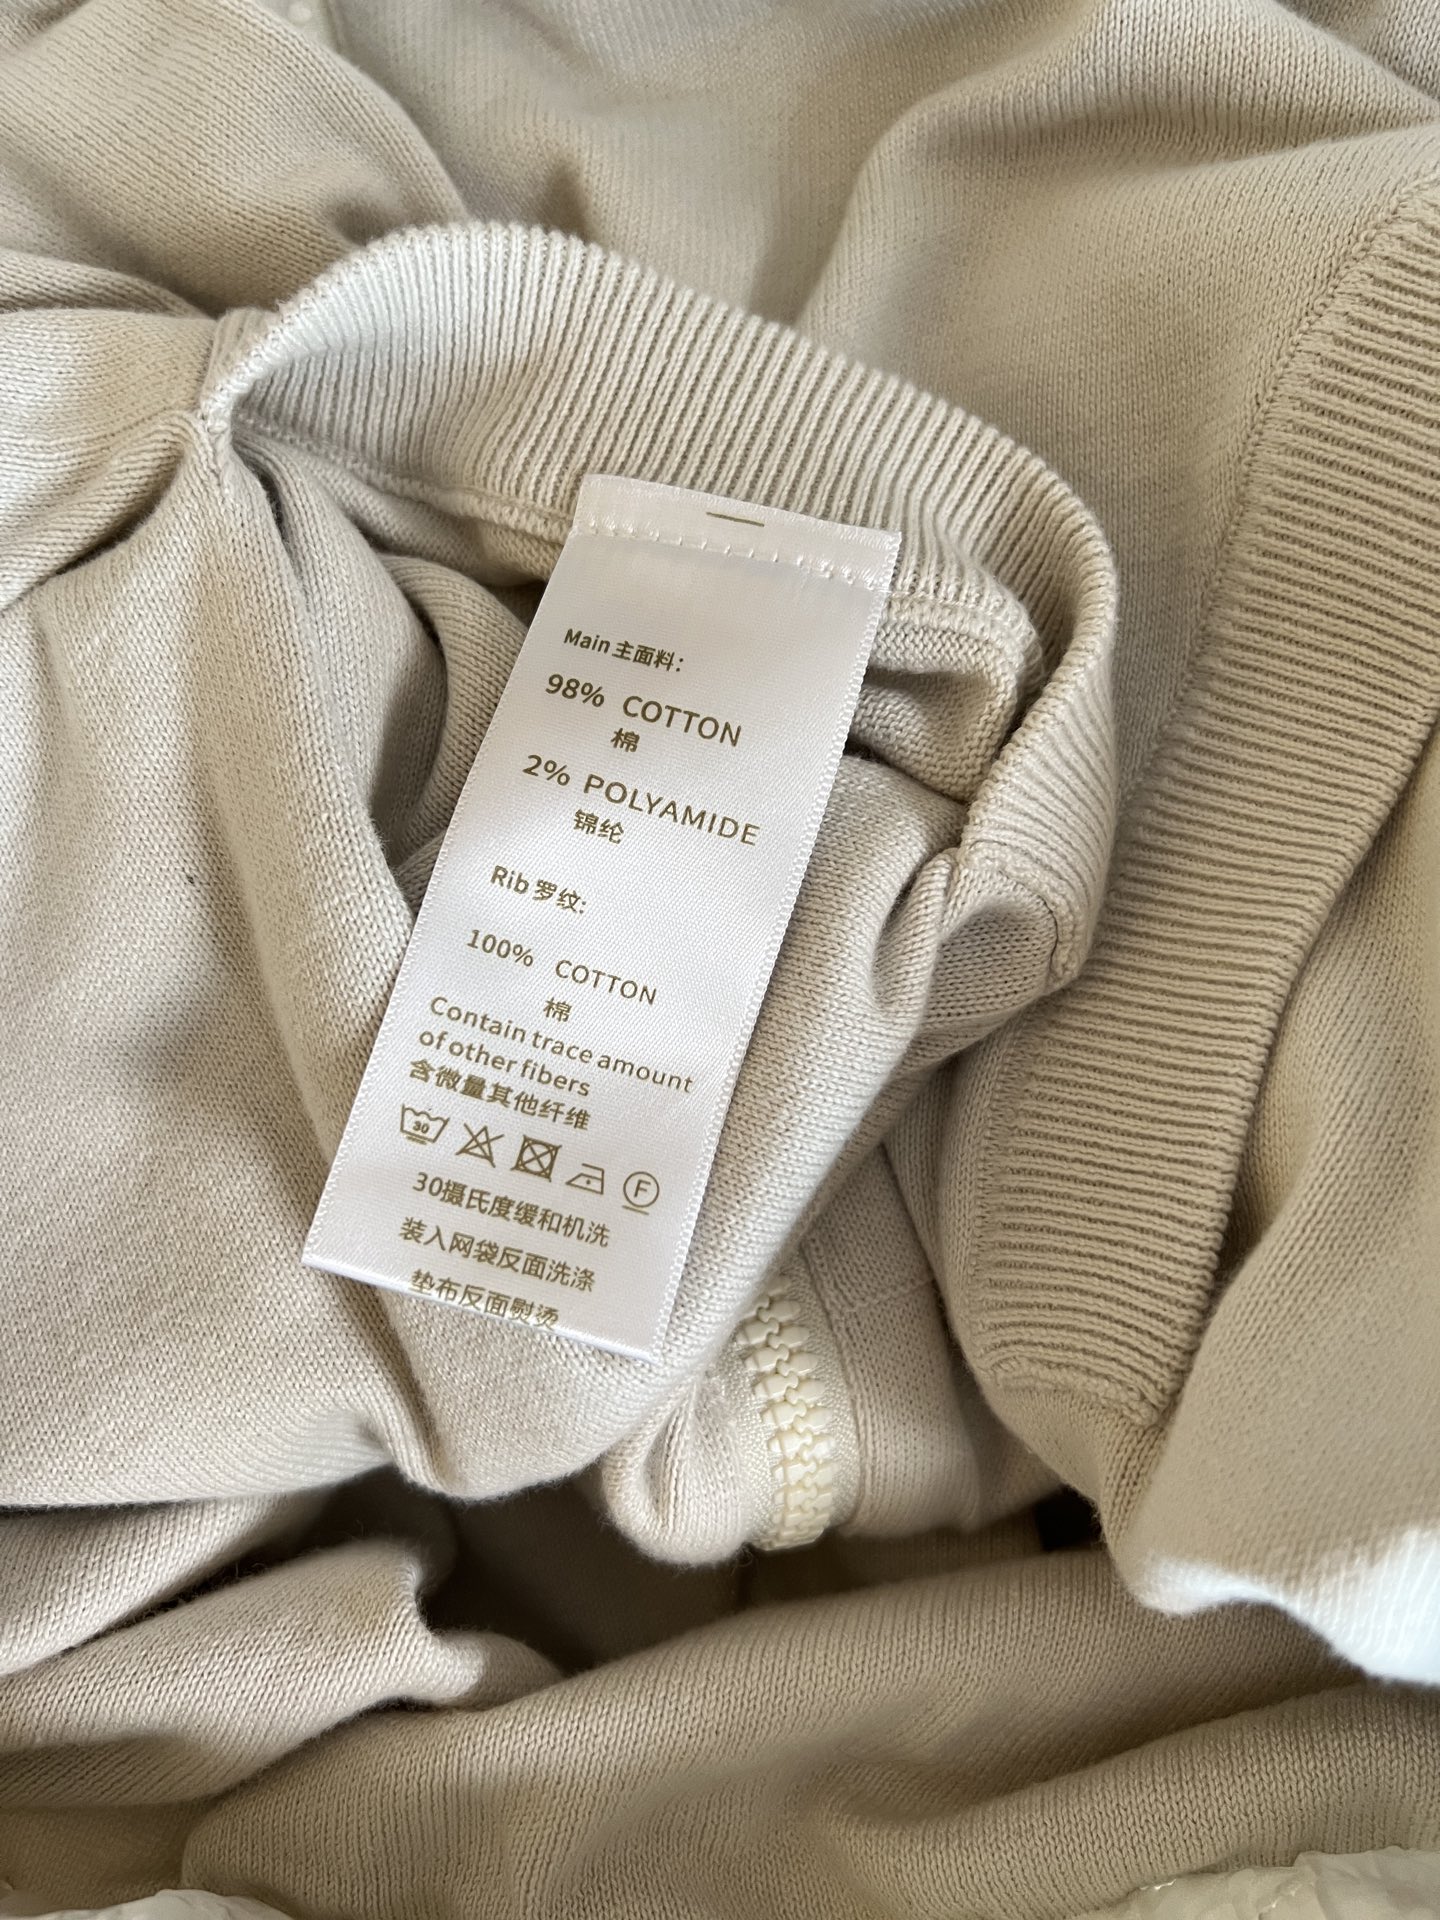 Main 主面料:
98% COTTON
棉
2% POLYAMIDE
锦纶
Rib 罗纹:
100% COTTON
棉
Contain trace amount
of other fibers
含微量其他纤维
30
F
30摄氏度缓和机洗
装入网袋反面洗涤
垫布反面熨烫